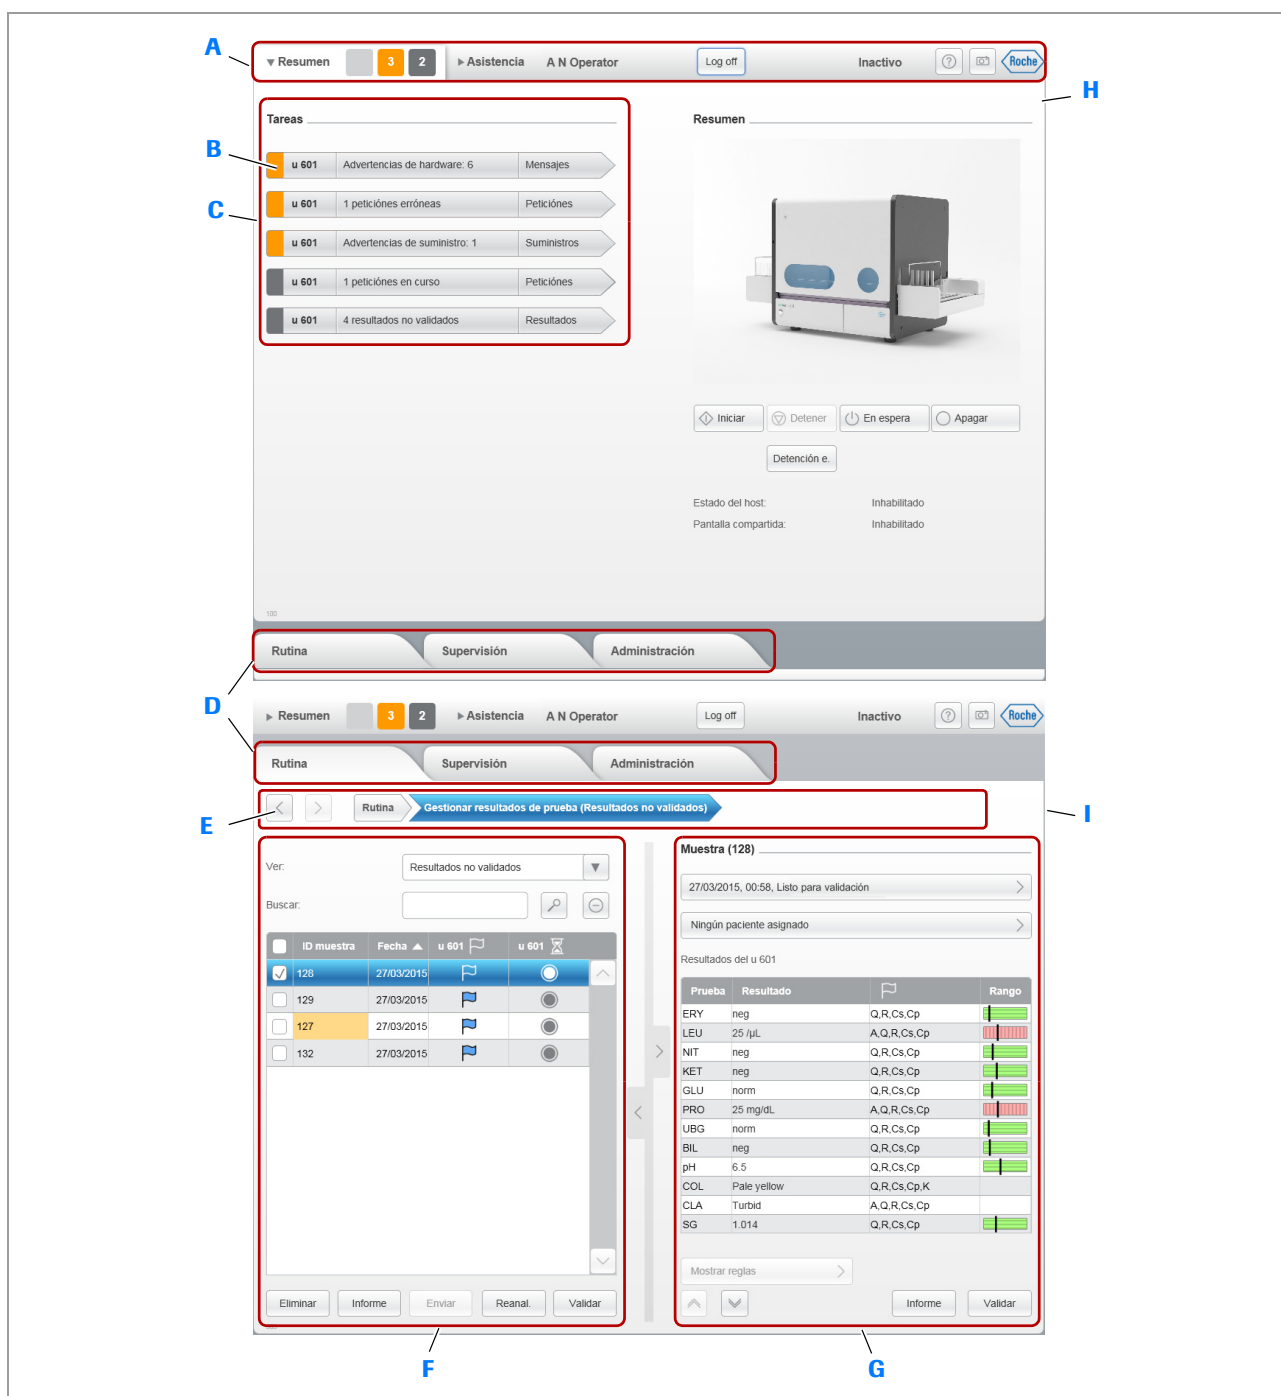 A
▼ Resumen 3 2 ▶ Asistencia A N Operator Log off Inactivo ? Roche
H
Tareas
Resumen
B
u 601 Advertencias de hardware: 6 Mensajes
C
u 601 1 peticiónes erróneas Peticiónes
u 601 Advertencias de suministro: 1 Suministros
u 601 1 peticiónes en curso Peticiónes
u 601 4 resultados no validados Resultados
Iniciar Detener En espera Apagar
Detención e.
Estado del host: Inhabilitado
Pantalla compartida: Inhabilitado
100
Rutina Supervisión Administración
D
▶ Resumen 3 2 ▶ Asistencia A N Operator Log off Inactivo ? Roche
Rutina Supervisión Administración
E
Rutina Gestionar resultados de prueba (Resultados no validados)
I
Ver: Resultados no validados
Buscar:
ID muestra Fecha ▲ u 601 u 601
128 27/03/2015
129 27/03/2015
127 27/03/2015
132 27/03/2015
Eliminar Informe Enviar Reanal. Validar
F
Muestra (128)
27/03/2015, 00:58, Listo para validación
Ningún paciente asignado
Resultados del u 601
Prueba Resultado Rango
ERY neg Q,R,Cs,Cp
LEU 25 /µL A,Q,R,Cs,Cp
NIT neg Q,R,Cs,Cp
KET neg Q,R,Cs,Cp
GLU norm Q,R,Cs,Cp
PRO 25 mg/dL A,Q,R,Cs,Cp
UBG norm Q,R,Cs,Cp
BIL neg Q,R,Cs,Cp
pH 6.5 Q,R,Cs,Cp
COL Pale yellow Q,R,Cs,Cp,K
CLA Turbid A,Q,R,Cs,Cp
SG 1.014 Q,R,Cs,Cp
Mostrar reglas
Informe Validar
G